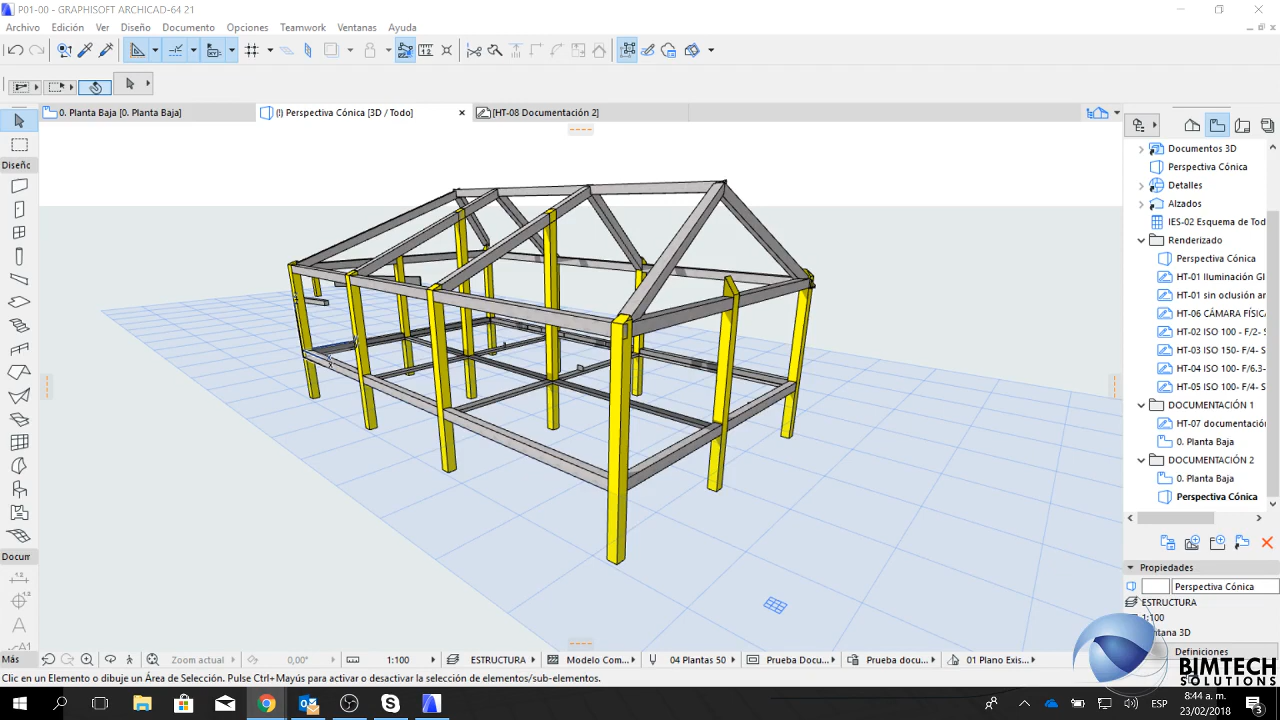 P01-00 - GRAPHISOFT ARCHICAD-64 21
Archivo Edición Ver Diseño Opciones Documento Teamwork Ventanas Ayuda
0. Planta Baja [0. Planta Baja]
(!) Perspectiva Cónica [3D / Todo]
[HT-08 Documentación 2]
Diseñc
Docum
Más
Documentos 3D
Perspectiva Cónica
Detalles
Alzados
IES-02 Esquema de Tod
Renderizado
Perspectiva Cónica
HT-01 Iluminación Gl
HT-01 sin oclusión ar
HT-06 CAMARA FÍSICA
HT-02 ISO 100- F/2- S
HT-03 ISO 150- F/4- S
HT-04 ISO 100- F/6.3-
HT-05 ISO 100- F/4- S
DOCUMENTACIÓN 1
HT-07 documentación
0. Planta Baja
DOCUMENTACIÓN 2
0. Planta Baja
Perspectiva Cónica
Propiedades
Perspectiva Cónica
ESTRUCTURA
1:100
ntana 3D
Definiciones
BIMTECH
SOLUTIONS
Zoom actual 0,00° 1:100 ESTRUCTURA Modelo Com... 04 Plantas 50 Prueba Docu... Prueba docu... 01 Plano Exis...
Clic en un Elemento o dibuje un Área de Selección. Pulse Ctrl+Mayús para activar o desactivar la selección de elementos/sub-elementos.
ESP
8:44 a. m.
23/02/2018
3